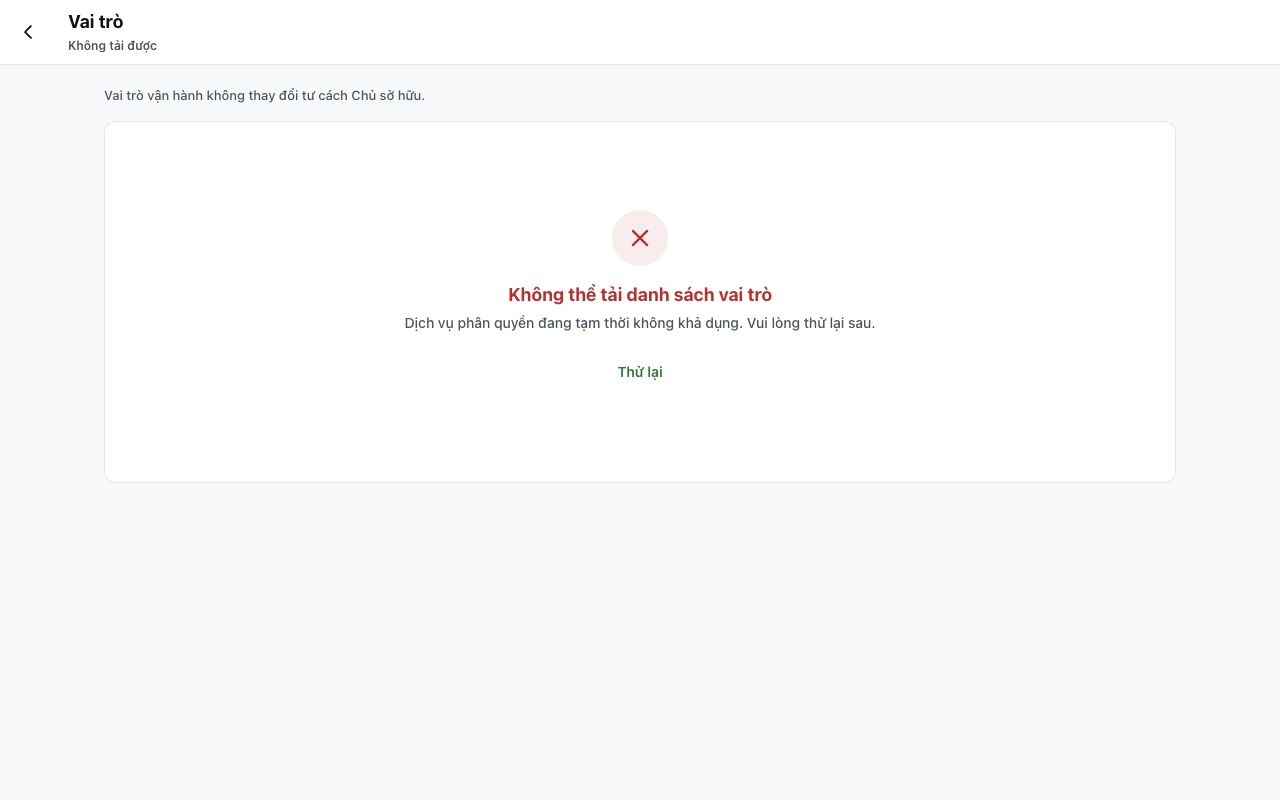 Vai trò
Không tải được
Vai trò vận hành không thay đổi tư cách Chủ sở hữu.
Không thể tải danh sách vai trò
Dịch vụ phân quyền đang tạm thời không khả dụng. Vui lòng thử lại sau.
Thử lại